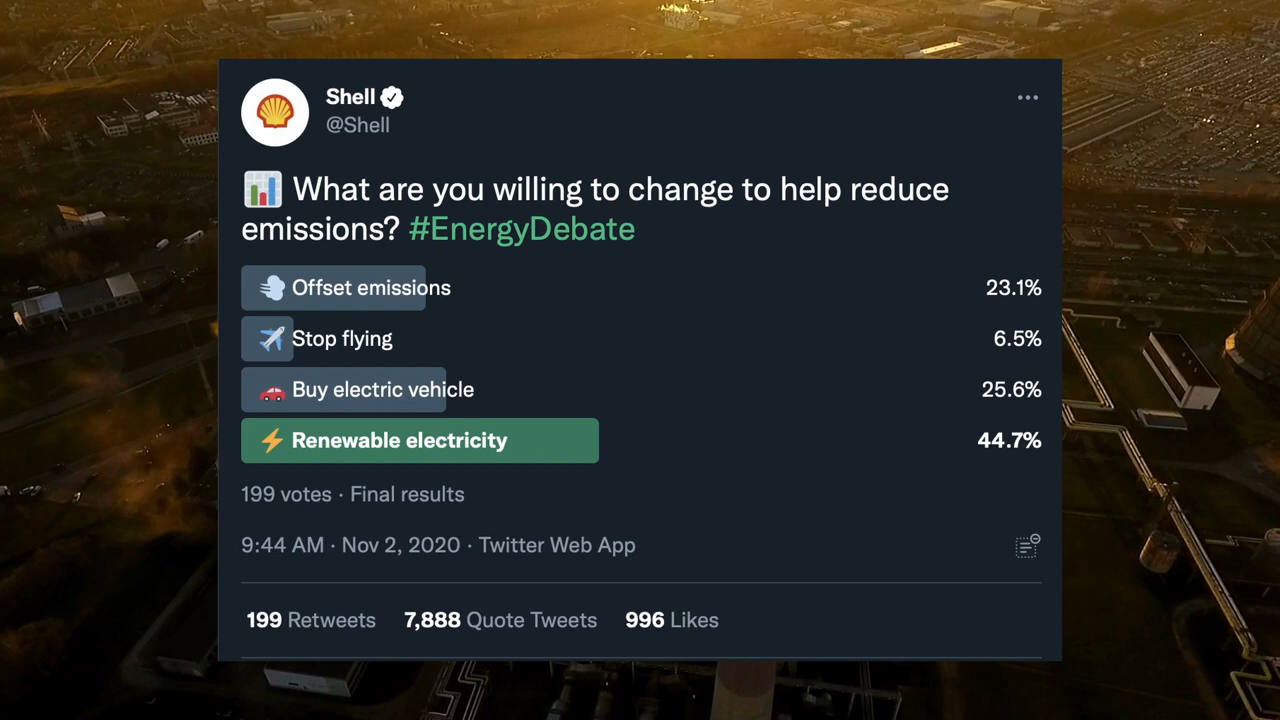 Shell
@Shell
📊 What are you willing to change to help reduce
emissions? #EnergyDebate
💨 Offset emissions 23.1%
✈️ Stop flying 6.5%
🚗 Buy electric vehicle 25.6%
⚡ Renewable electricity 44.7%
199 votes · Final results
9:44 AM · Nov 2, 2020 · Twitter Web App
199 Retweets 7,888 Quote Tweets 996 Likes